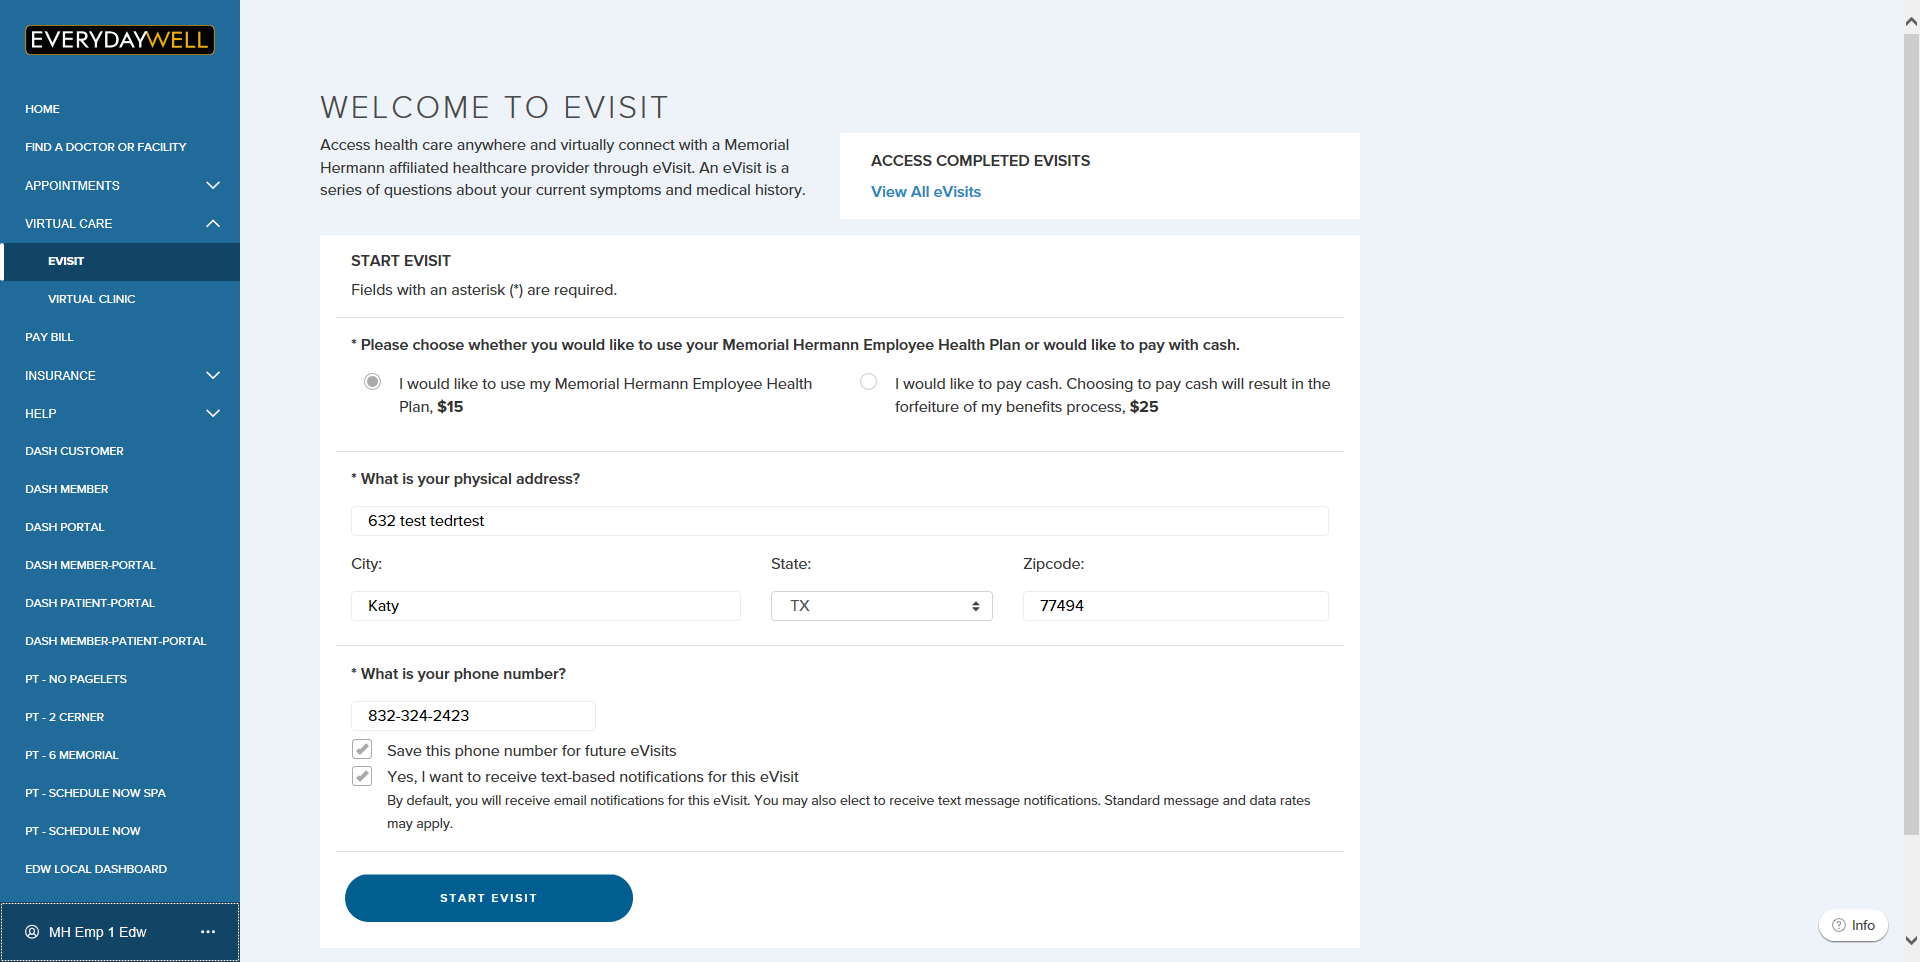 EVERYDAYWELL
HOME
FIND A DOCTOR OR FACILITY
APPOINTMENTS
VIRTUAL CARE
EVISIT
VIRTUAL CLINIC
PAY BILL
INSURANCE
HELP
DASH CUSTOMER
DASH MEMBER
DASH PORTAL
DASH MEMBER-PORTAL
DASH PATIENT-PORTAL
DASH MEMBER-PATIENT-PORTAL
PT - NO PAGELETS
PT - 2 CERNER
PT - 6 MEMORIAL
PT - SCHEDULE NOW SPA
PT - SCHEDULE NOW
EDW LOCAL DASHBOARD
MH Emp 1 Edw
WELCOME TO EVISIT
Access health care anywhere and virtually connect with a Memorial
Hermann affiliated healthcare provider through eVisit. An eVisit is a
series of questions about your current symptoms and medical history.
ACCESS COMPLETED EVISITS
View All eVisits
START EVISIT
Fields with an asterisk (*) are required.
* Please choose whether you would like to use your Memorial Hermann Employee Health Plan or would like to pay with cash.
I would like to use my Memorial Hermann Employee Health
Plan, $15
I would like to pay cash. Choosing to pay cash will result in the
forfeiture of my benefits process, $25
* What is your physical address?
632 test tedrtest
City:
State:
Zipcode:
Katy
TX
77494
* What is your phone number?
832-324-2423
Save this phone number for future eVisits
Yes, I want to receive text-based notifications for this eVisit
By default, you will receive email notifications for this eVisit. You may also elect to receive text message notifications. Standard message and data rates
may apply.
START EVISIT
Info